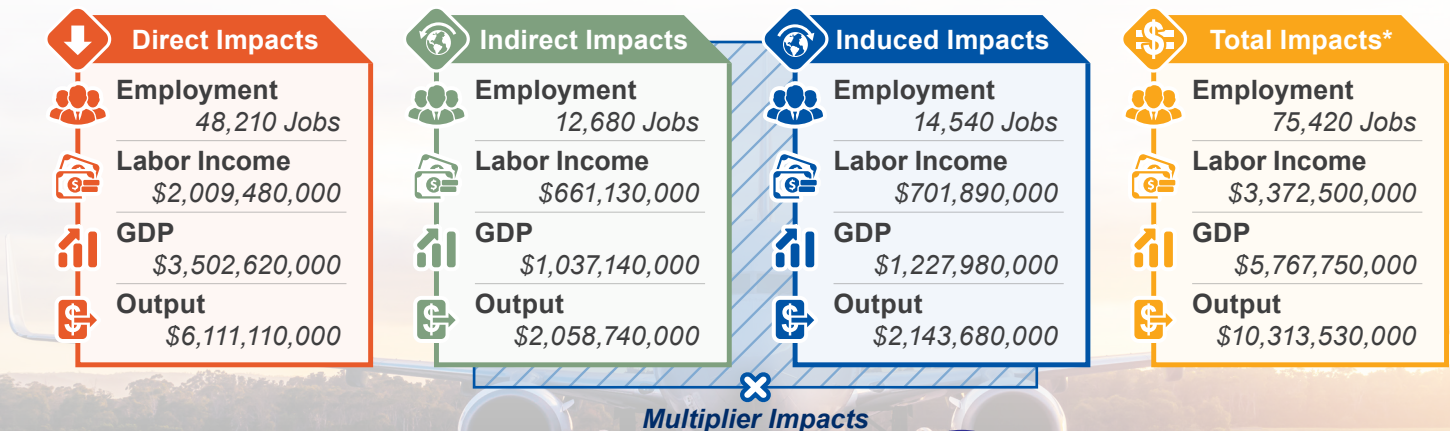 Direct Impacts
Employment
48,210 Jobs
Labor Income
$2,009,480,000
GDP
$3,502,620,000
Output
$6,111,110,000
Indirect Impacts
Employment
12,680 Jobs
Labor Income
$661,130,000
GDP
$1,037,140,000
Output
$2,058,740,000
Induced Impacts
Employment
14,540 Jobs
Labor Income
$701,890,000
GDP
$1,227,980,000
Output
$2,143,680,000
Total Impacts*
Employment
75,420 Jobs
Labor Income
$3,372,500,000
GDP
$5,767,750,000
Output
$10,313,530,000
Multiplier Impacts